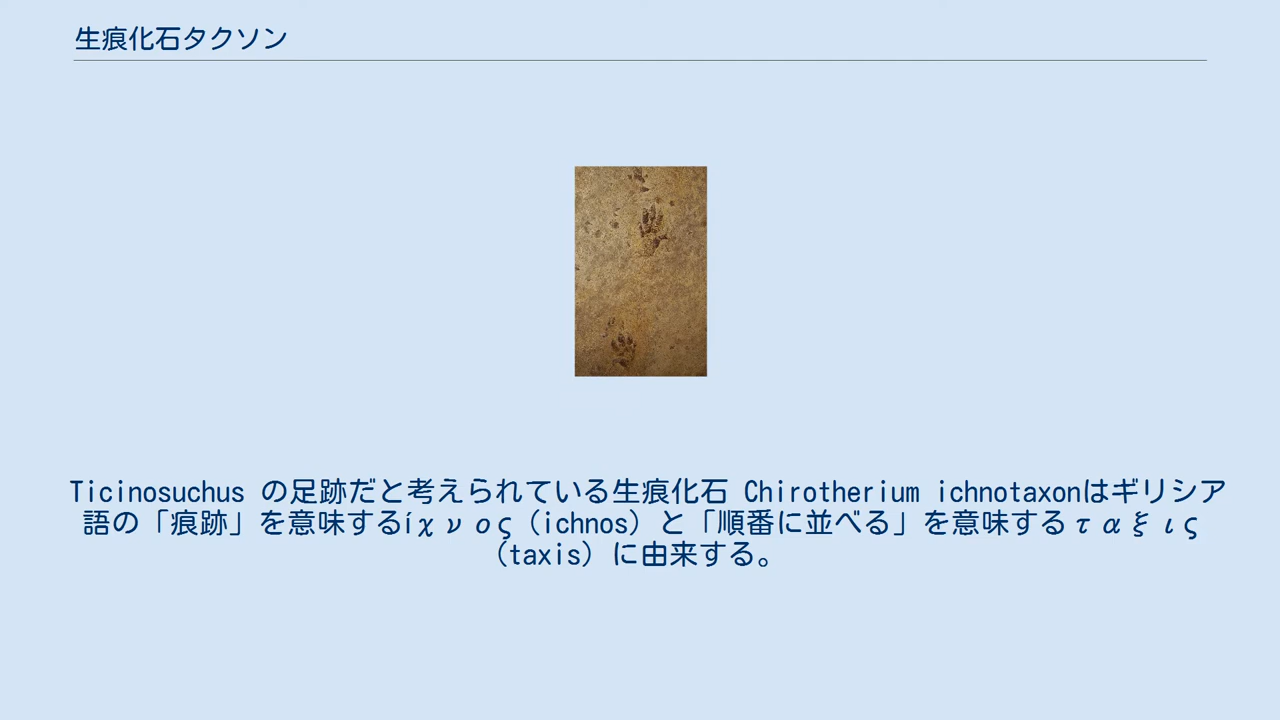 生痕化石タクソン
Ticinosuchus の足跡だと考えられている生痕化石 Chirotherium ichnotaxonはギリシア
語の「痕跡」を意味するíχνος（ichnos）と「順番に並べる」を意味するταξις
（taxis）に由来する。